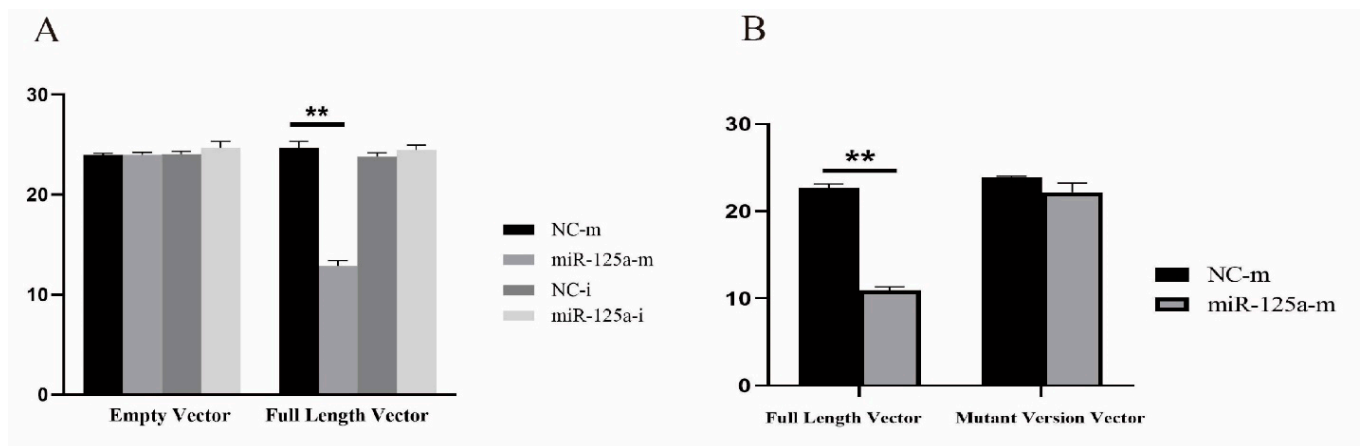 A
30
20
10
0
**
Empty Vector
Full Length Vector
NC-m
miR-125a-m
NC-i
miR-125a-i
B
30
20
10
0
**
Full Length Vector
Mutant Version Vector
NC-m
miR-125a-m